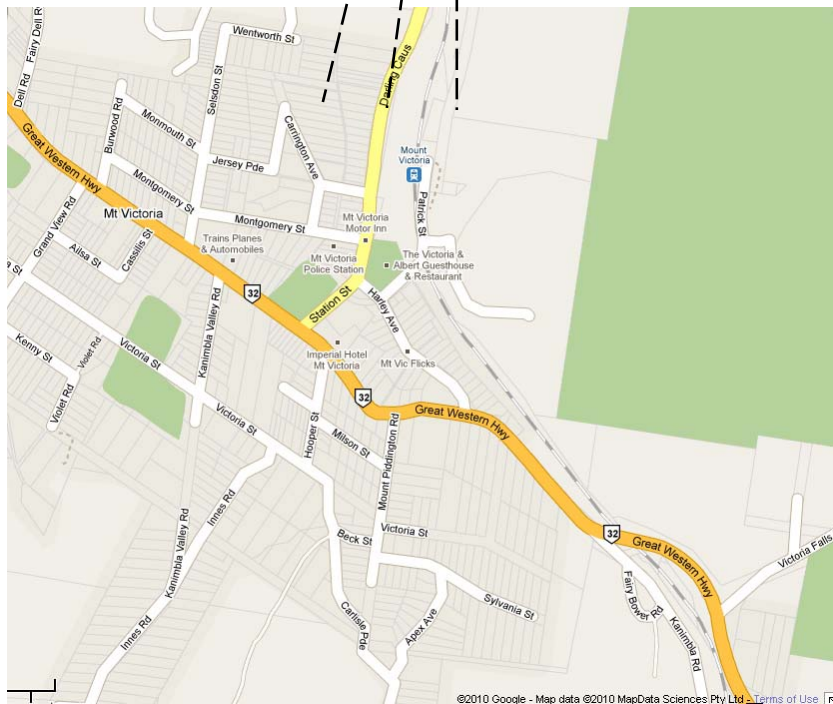 Wentworth St
Fairy Dell Rd
Dell Rd
Selsdon St
Darling Caus
Burwood Rd
Monmouth St
Carrington Ave
Great Western Hwy
Jersey Pde
Mount
Victoria
Montgomery St
Patrick St
Grand View Rd
Mt Victoria
Montgomery St
Mt Victoria
Motor Inn
Trains Planes
& Automobiles
Mt Victoria
Police Station
The Victoria &
Albert Guesthouse
& Restaurant
Ailsa St
Cassilis St
32
Station St
Harley Ave
a St
Kenny St
Violet Rd
Violet Rd
Victoria St
Kanimbla Valley Rd
Imperial Hotel
Mt Victoria
Mt Vic Flicks
32
Great Western Hwy
Victoria St
Hooper St
Milson St
Mount Piddington Rd
Innes Rd
Kanimbla Valley Rd
Beck St
Victoria St
32
Great Western Hwy
Victoria Falls
Fairy Bower Rd
Kanimbla Rd
Sylvania St
Apex Ave
Carlisle Pde
Innes Rd
©2010 Google - Map data ©2010 MapData Sciences Pty Ltd - Terms of Use